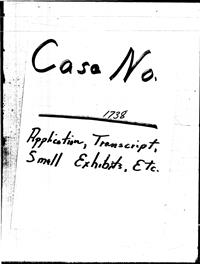 Case No.
1738
Application, Transcript,
Small Exhibits, Etc.